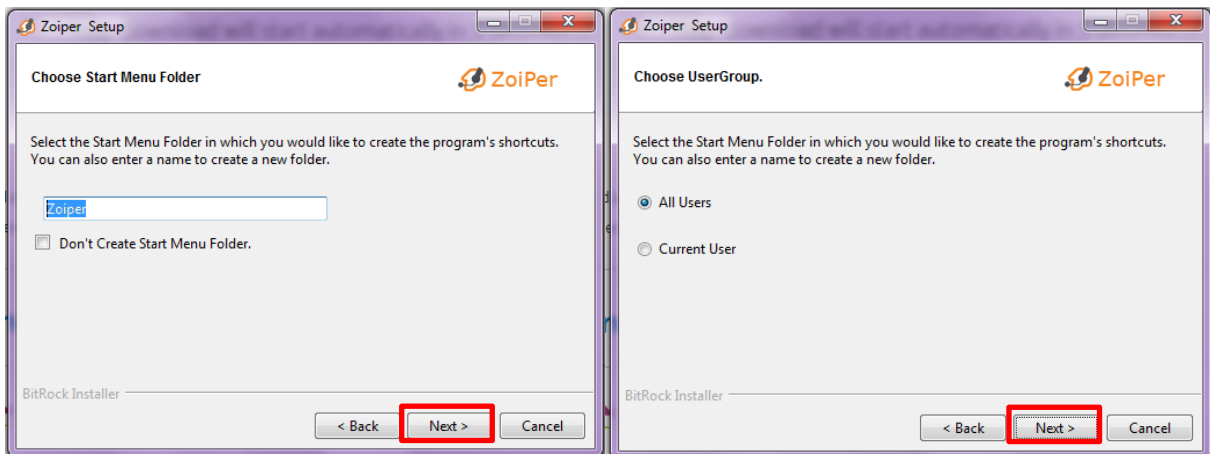 Zoiper Setup
Choose Start Menu Folder
ZoiPer
Select the Start Menu Folder in which you would like to create the program's shortcuts.
You can also enter a name to create a new folder.
Zoiper
Don't Create Start Menu Folder.
BitRock Installer
< Back
Next >
Cancel
Zoiper Setup
Choose UserGroup.
ZoiPer
Select the Start Menu Folder in which you would like to create the program's shortcuts.
You can also enter a name to create a new folder.
All Users
Current User
BitRock Installer
< Back
Next >
Cancel